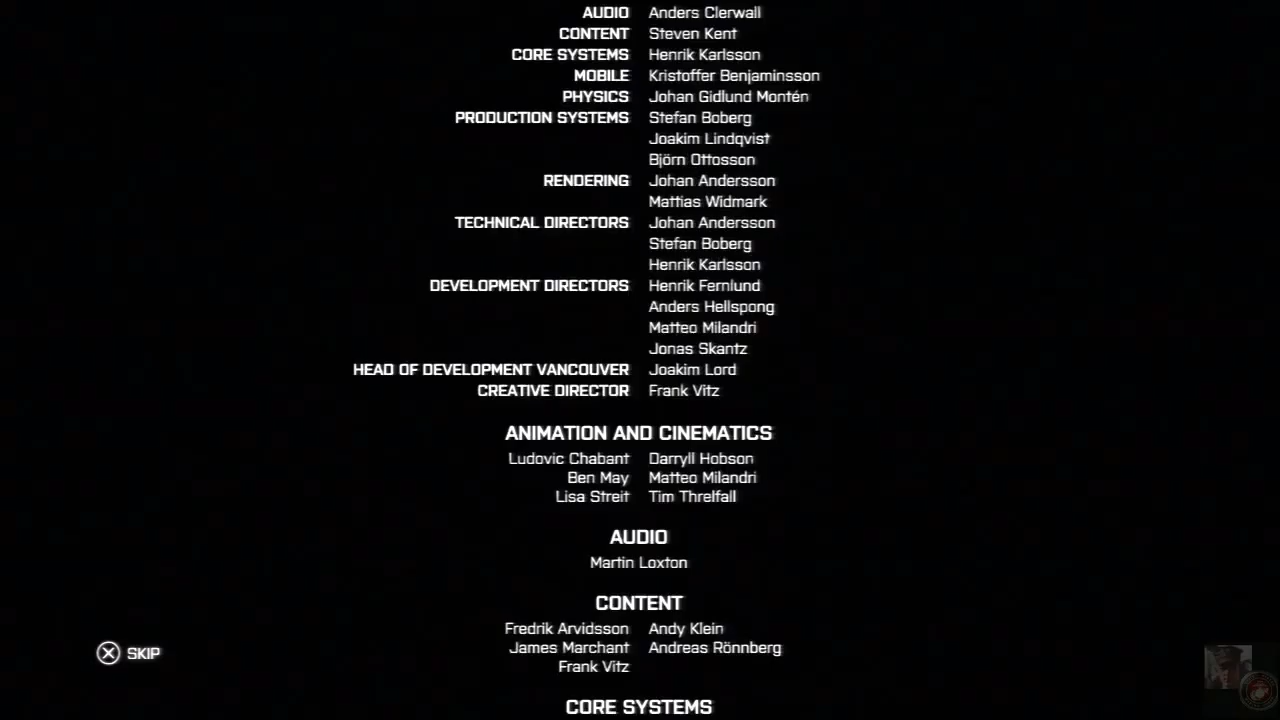 AUDIO Anders Clerwall
CONTENT Steven Kent
CORE SYSTEMS Henrik Karlsson
MOBILE Kristoffer Benjaminsson
PHYSICS Johan Gidlund Montén
PRODUCTION SYSTEMS Stefan Boberg
Joakim Lindqvist
Björn Ottosson
RENDERING Johan Andersson
Mattias Widmark
TECHNICAL DIRECTORS Johan Andersson
Stefan Boberg
Henrik Karlsson
DEVELOPMENT DIRECTORS Henrik Fernlund
Anders Hellspong
Matteo Milandri
Jonas Skantz
HEAD OF DEVELOPMENT VANCOUVER Joakim Lord
CREATIVE DIRECTOR Frank Vitz
ANIMATION AND CINEMATICS
Ludovic Chabant Darryll Hobson
Ben May Matteo Milandri
Lisa Streit Tim Threlfall
AUDIO
Martin Loxton
CONTENT
Fredrik Arvidsson Andy Klein
James Marchant Andreas Rönnberg
Frank Vitz
SKIP
CORE SYSTEMS